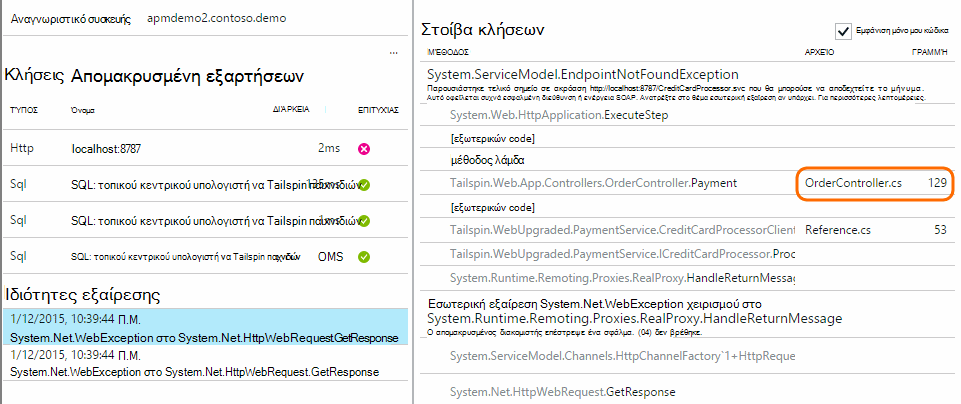 Αναγνωριστικό συσκευής apmdemo2.contoso.demo
...
Κλήσεις Απομακρυσμένη εξαρτήσεων
ΤΎΠΟΣ Όνομα ΔΙΆΡΚΕΙΑ ΕΠΙΤΥΧΊΑΣ
Http localhost:8787 2ms
Sql SQL: τοπικού κεντρικού υπολογιστή να Tailspin παιχνιδιών
Sql SQL: τοπικού κεντρικού υπολογιστή να Tailspin παιχνιδιών
Sql SQL: τοπικού κεντρικού υπολογιστή να Tailspin OMS
Ιδιότητες εξαίρεσης
1/12/2015, 10:39:44 Π.Μ.
System.Net.WebException στο System.Net.HttpWebRequest.GetResponse
1/12/2015, 10:39:44 Π.Μ.
System.Net.WebException στο System.Net.HttpWebRequest.GetResponse
Στοίβα κλήσεων
Εμφάνιση μόνο μου κώδικα
ΜΈΘΟΔΟΣ ΑΡΧΕΊΟ ΓΡΑΜΜΉ
System.ServiceModel.EndpointNotFoundException
Παρουσιάστηκε τελικό σημείο σε ακρόαση http://localhost:8787/CreditCardProcessor.svc που θα μπορούσε να αποδεχτείτε το μήνυμα.
Αυτό οφείλεται συχνά εσφαλμένη διεύθυνση ή ενέργεια SOAP. Ανατρέξτε στο θέμα εσωτερική εξαίρεση αν υπάρχει. Για περισσότερες λεπτομέρειες.
System.Web.HttpApplication.ExecuteStep
[εξωτερικών code]
μέθοδος λάμδα
Tailspin.Web.App.Controllers.OrderController.Payment OrderController.cs 129
[εξωτερικών code]
Tailspin.WebUpgraded.PaymentService.CreditCardProcessorClient Reference.cs 53
Tailspin.WebUpgraded.PaymentService.ICreditCardProcessor.Proc
System.Runtime.Remoting.Proxies.RealProxy.HandleReturnMessag
Εσωτερική εξαίρεση System.Net.WebException χειρισμού στο
System.Runtime.Remoting.Proxies.RealProxy.HandleReturnMessage
Ο απομακρυσμένος διακομιστής επέστρεψε ένα σφάλμα. (04) δεν βρέθηκε.
System.ServiceModel.Channels.HttpChannelFactory`1+HttpReque
System.Net.HttpWebRequest.GetResponse